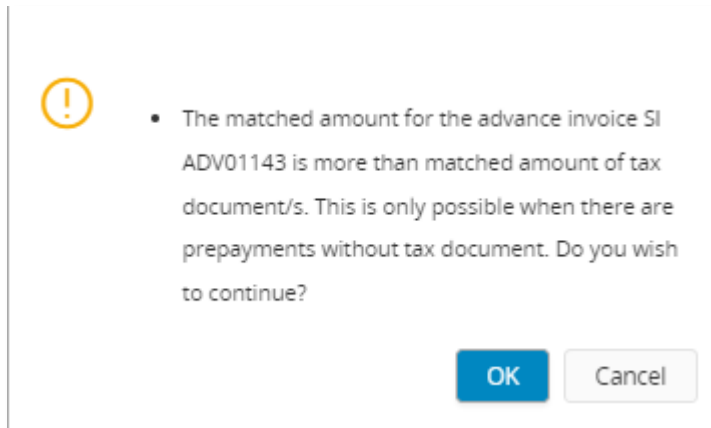 • The matched amount for the advance invoice SI
ADV01143 is more than matched amount of tax
document/s. This is only possible when there are
prepayments without tax document. Do you wish
to continue?
OK Cancel